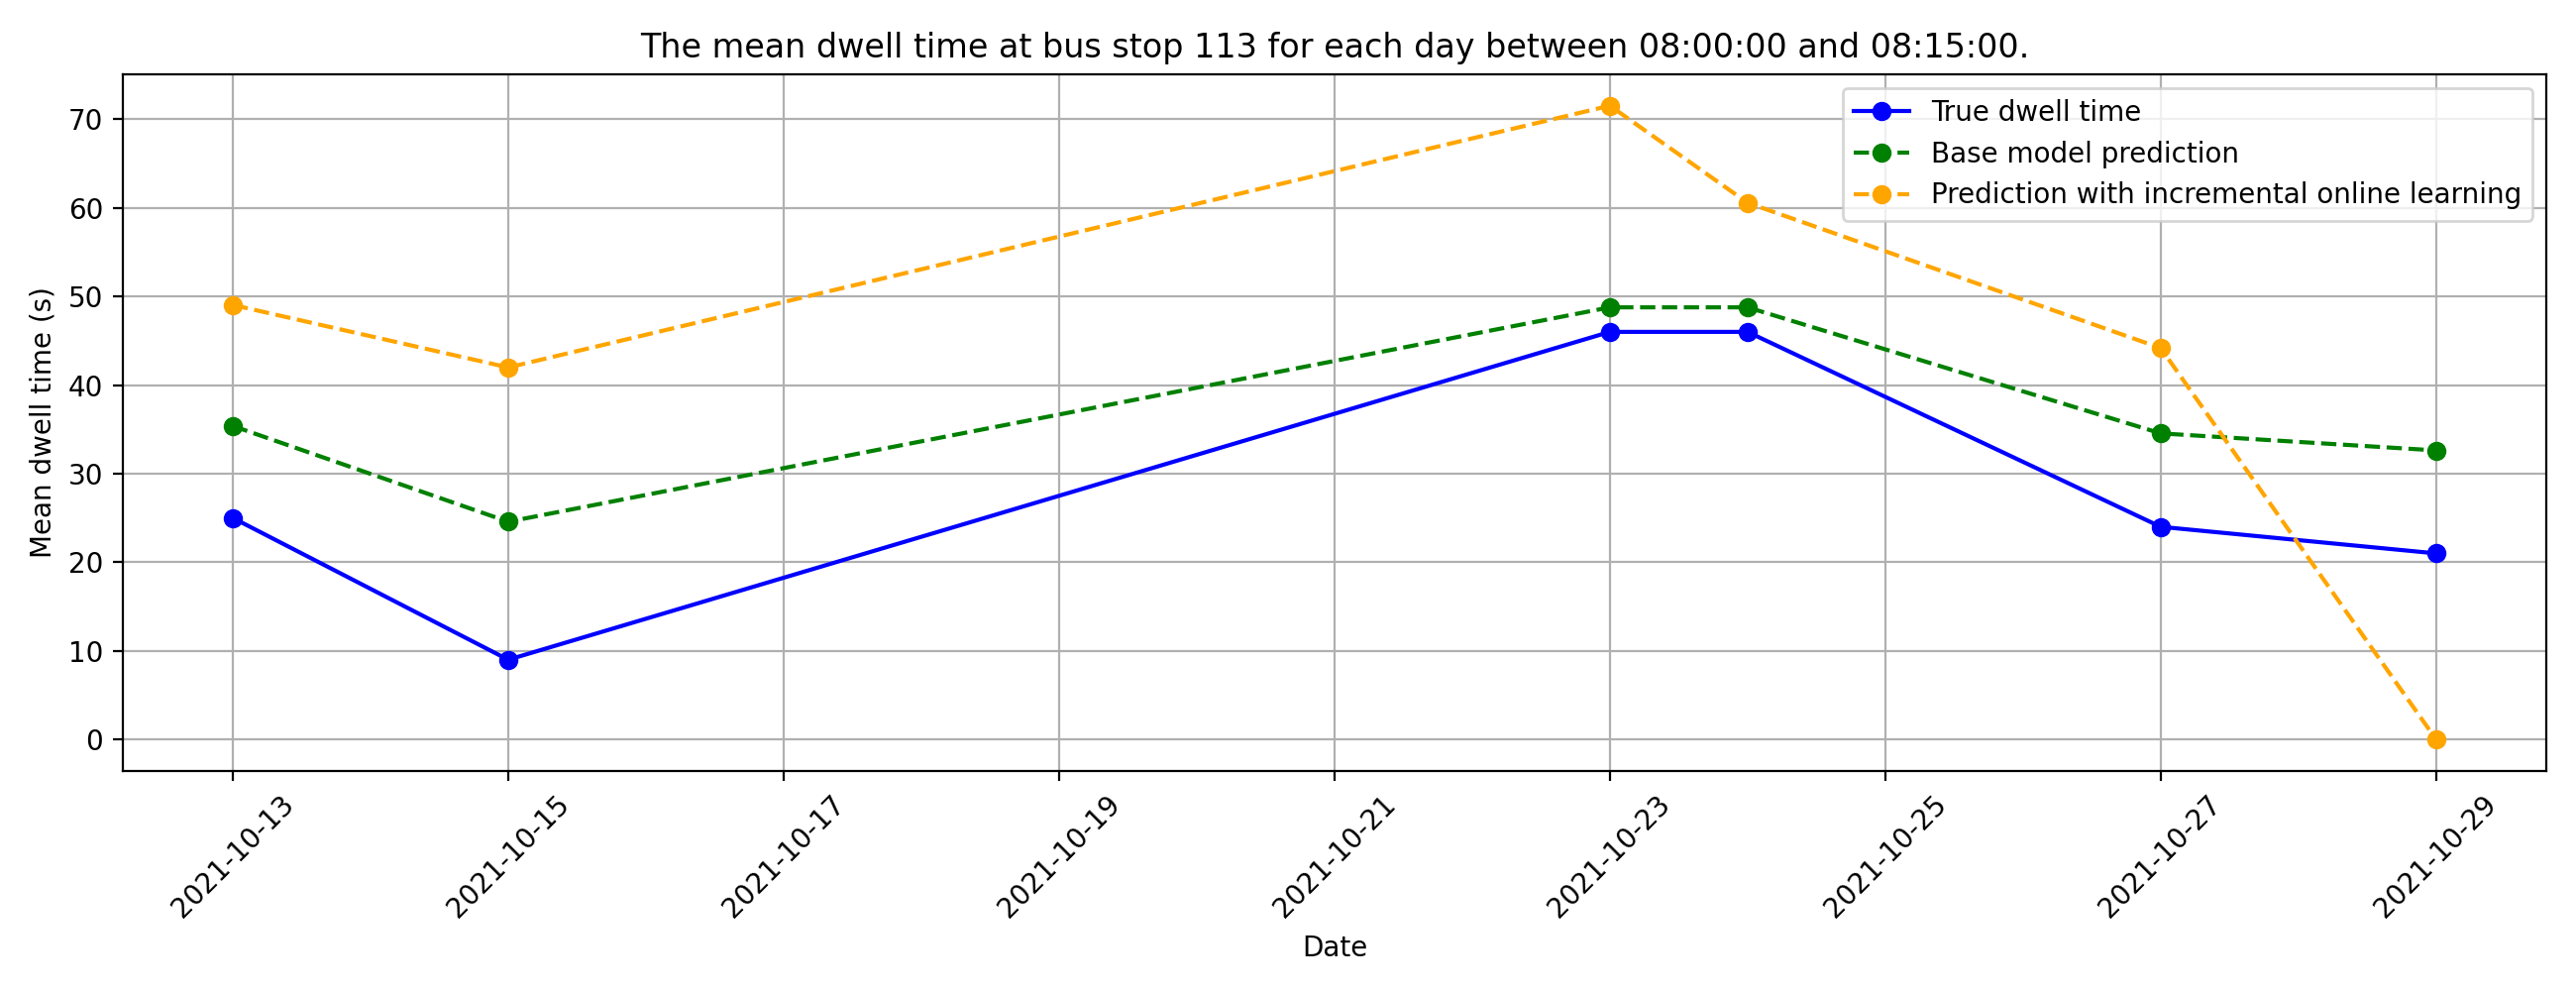 The mean dwell time at bus stop 113 for each day between 08:00:00 and 08:15:00.
True dwell time
Base model prediction
Prediction with incremental online learning
Mean dwell time (s)
70
60
50
40
30
20
10
0
2021-10-13
2021-10-15
2021-10-17
2021-10-19
2021-10-21
2021-10-23
2021-10-25
2021-10-27
2021-10-29
Date